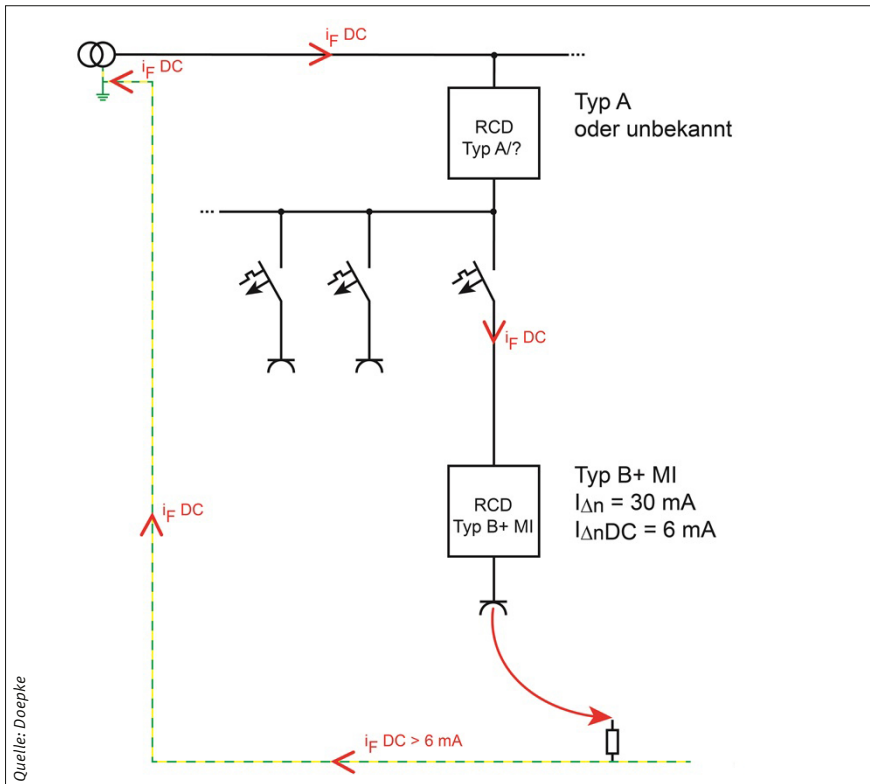 iF DC
iF DC
Typ A
oder unbekannt
RCD
Typ A/?
...
...
iF DC
iF DC
Typ B+ MI
IΔn = 30 mA
IΔnDC = 6 mA
RCD
Typ B+ MI
iF DC > 6 mA
Quelle: Doepke